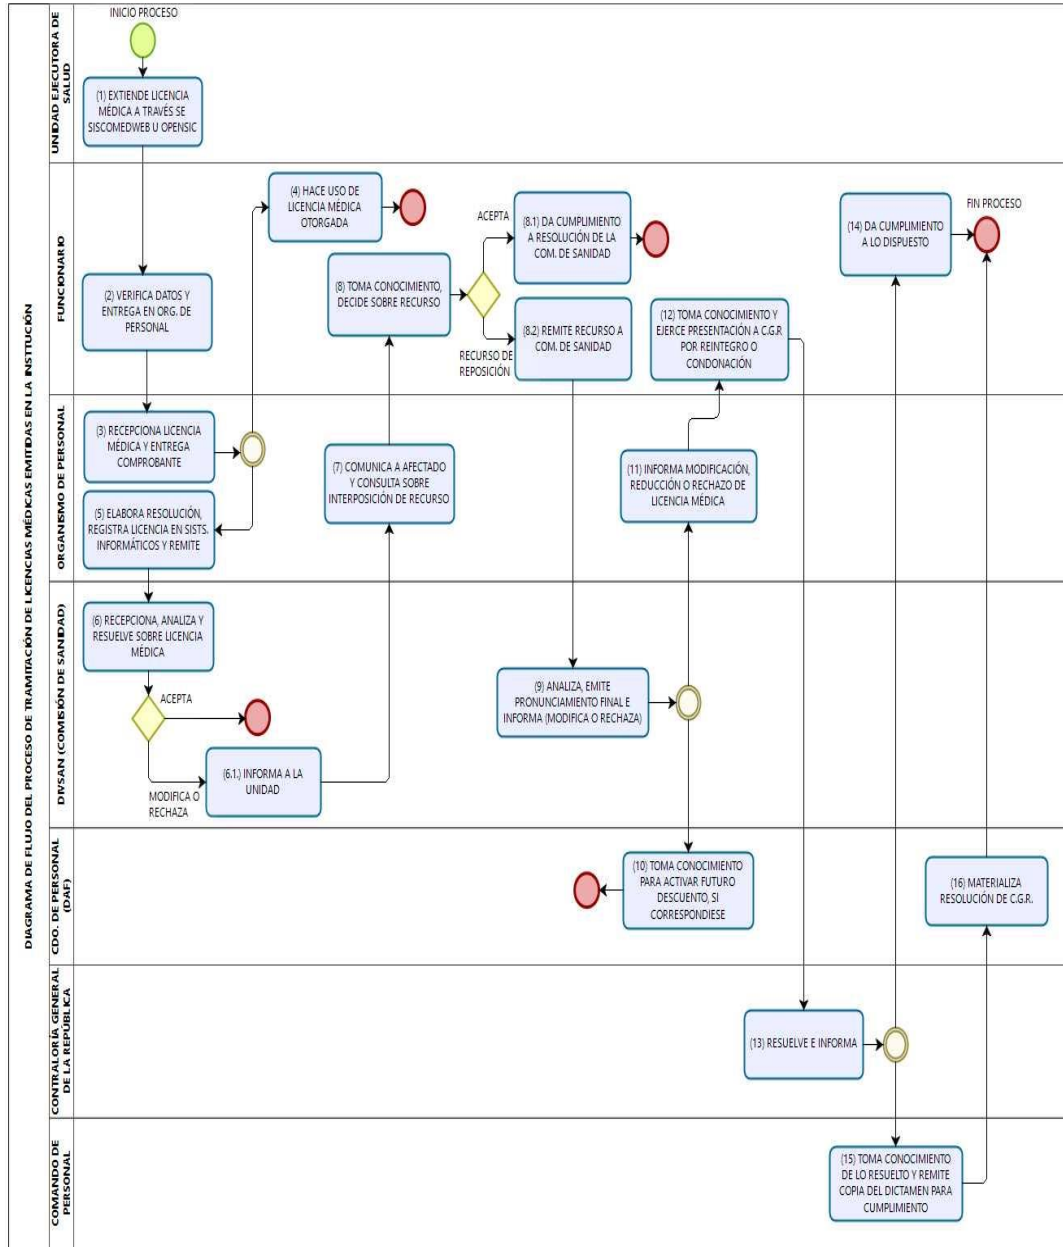 DIAGRAMA DE FLUJO DEL PROCESO DE TRAMITACIÓN DE LICENCIAS MÉDICAS EMITIDAS EN LA INSTITUCIÓN
UNIDAD EJECUTORA DE
SALUD
INICIO PROCESO
(1) EXTIENDE LICENCIA
MÉDICA A TRAVÉS SE
SISCOMEDWEB U OPENSIC
FUNCIONARIO
(2) VERIFICA DATOS Y
ENTREGA EN ORG. DE
PERSONAL
(4) HACE USO DE
LICENCIA MÉDICA
OTORGADA
(8) TOMA CONOCIMIENTO,
DECIDE SOBRE RECURSO
ACEPTA
RECURSO DE
REPOSICIÓN
(8.1) DA CUMPLIMIENTO
A RESOLUCIÓN DE LA
COM. DE SANIDAD
(8.2) REMITE RECURSO A
COM. DE SANIDAD
(12) TOMA CONOCIMIENTO Y
EJERCE PRESENTACIÓN A C.G.R
POR REINTEGRO O
CONDONACIÓN
(14) DA CUMPLIMIENTO
A LO DISPUESTO
FIN PROCESO
ORGANISMO DE PERSONAL
(3) RECEPCIONA LICENCIA
MÉDICA Y ENTREGA
COMPROBANTE
(5) ELABORA RESOLUCIÓN,
REGISTRA LICENCIA EN SISTS.
INFORMÁTICOS Y REMITE
(7) COMUNICA A AFECTADO
Y CONSULTA SOBRE
INTERPOSICIÓN DE RECURSO
(11) INFORMA MODIFICACIÓN,
REDUCCIÓN O RECHAZO DE
LICENCIA MÉDICA
DIVSAN (COMISIÓN DE SANIDAD)
(6) RECEPCIONA, ANALIZA Y
RESUELVE SOBRE LICENCIA
MÉDICA
ACEPTA
MODIFICA O
RECHAZA
(6.1.) INFORMA A LA
UNIDAD
(9) ANALIZA, EMITE
PRONUNCIAMIENTO FINAL E
INFORMA (MODIFICA O RECHAZA)
CDO. DE PERSONAL
(DAF)
(10) TOMA CONOCIMIENTO
PARA ACTIVAR FUTURO
DESCUENTO, SI
CORRESPONDIESE
(16) MATERIALIZA
RESOLUCIÓN DE C.G.R.
CONTRALORÍA GENERAL
DE LA REPÚBLICA
(13) RESUELVE E INFORMA
COMANDO DE
PERSONAL
(15) TOMA CONOCIMIENTO
DE LO RESUELTO Y REMITE
COPIA DEL DICTAMEN PARA
CUMPLIMIENTO